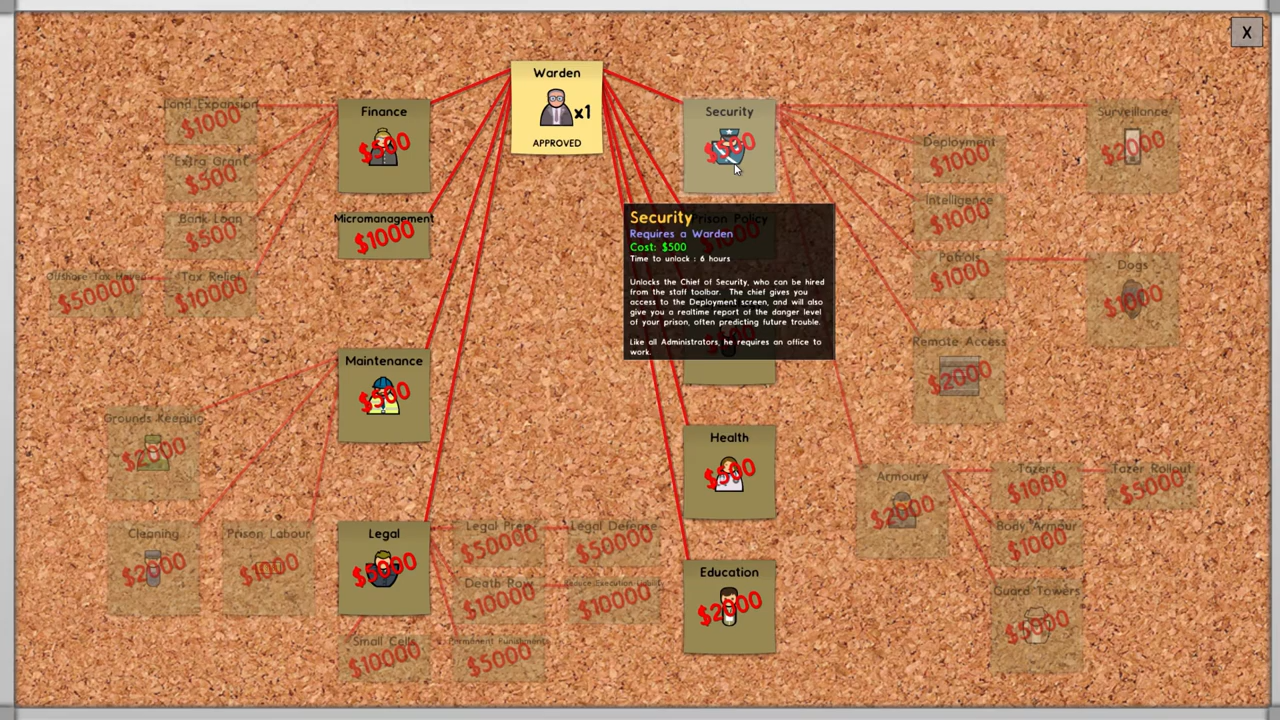 X
Warden
x1
APPROVED
Finance
$500
Land Expansion
$1000
Extra Grant
$500
Bank Loan
$500
Offshore Tax Haven
$50000
Tax Relief
$10000
Micromanagement
$1000
Maintenance
$500
Grounds Keeping
$2000
Cleaning
$2000
Prison Labour
$1000
Legal
$5000
Legal Prep
$50000
Legal Defense
$50000
Death Row
$10000
$10000
Small Cells
$10000
Permanent Punishments
$5000
Security
$500
Prison Policy
$1000
Security
Requires a Warden
Cost: $500
Time to unlock : 6 hours
Unlocks the Chief of Security, who can be hired
from the staff toolbar. The chief gives you
access to the Deployment screen, and will also
give you a realtime report of the danger level
of your prison, often predicting future trouble.
Like all Administrators, he requires an office to
work.
Health
$500
Education
$2000
Surveillance
$2000
Deployment
$1000
Intelligence
$1000
Patrols
$1000
Dogs
$1000
Remote Access
$2000
Armoury
$2000
Tazers
$1000
Tazer Rollout
$5000
Body Armour
$1000
Guard Towers
$5000